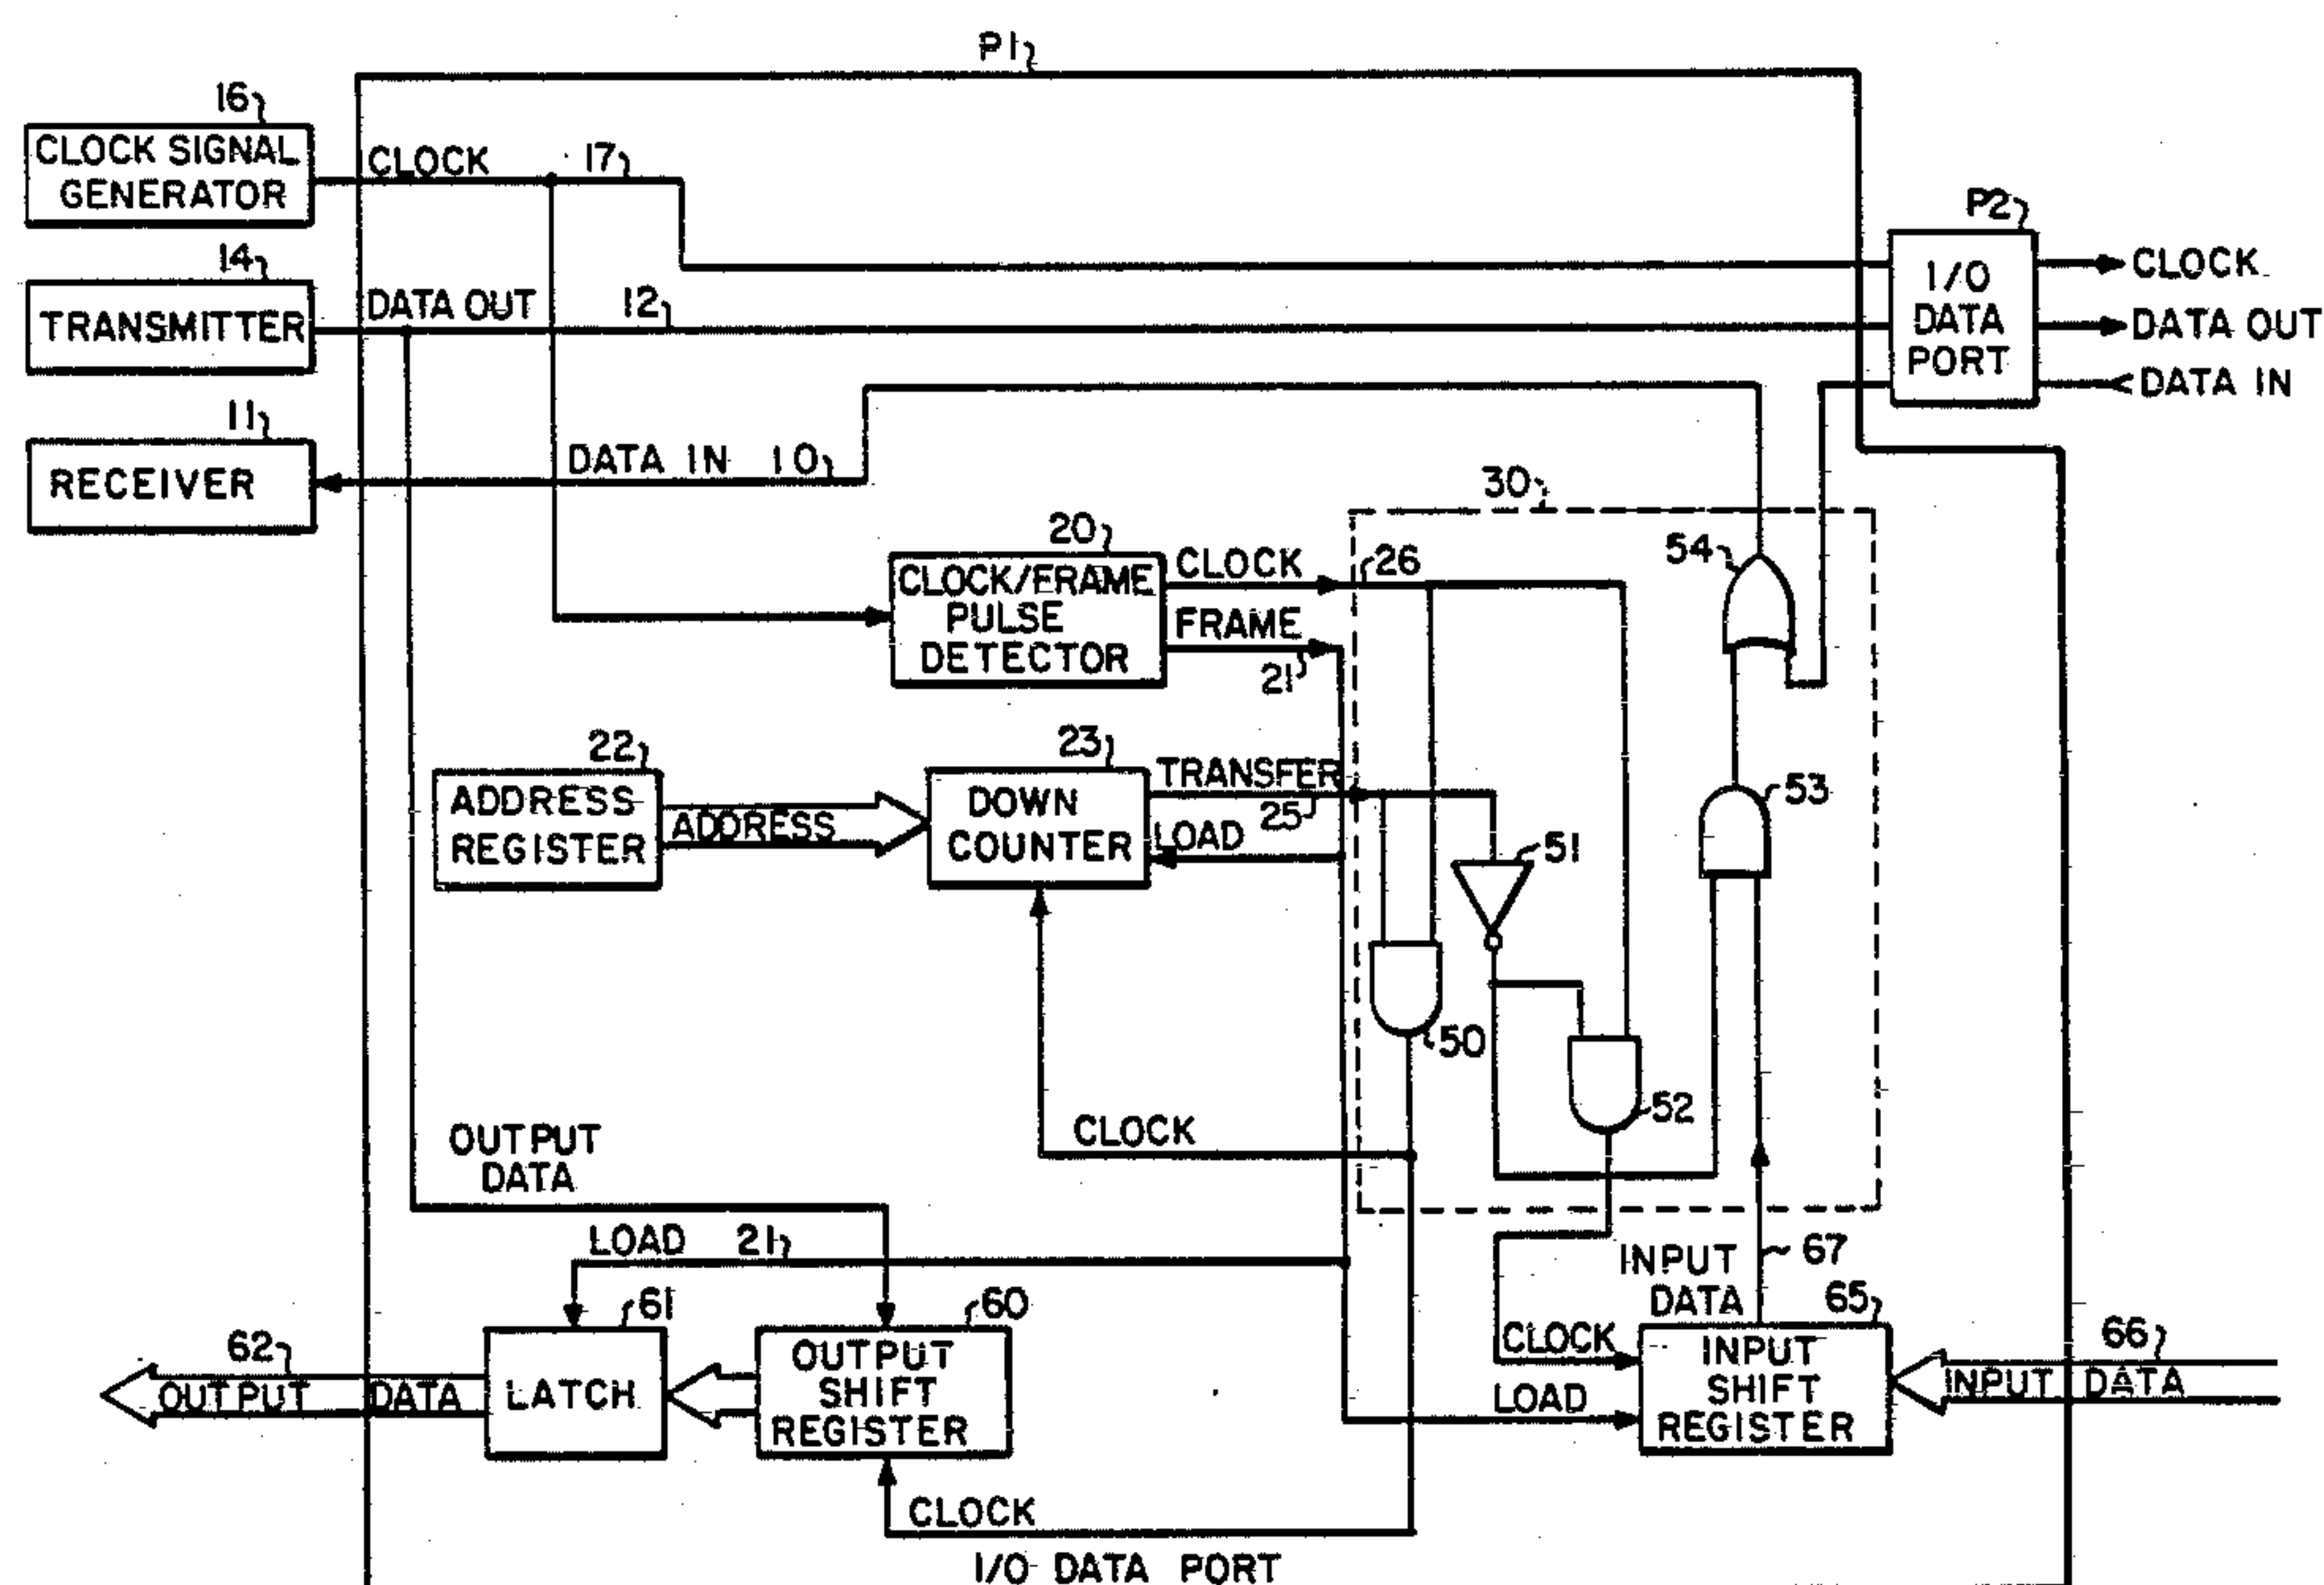 P1
16
CLOCK SIGNAL
GENERATOR
CLOCK
17
P2
14
TRANSMITTER
DATA OUT
12
I/O
DATA
PORT
CLOCK
DATA OUT
DATA IN
11
RECEIVER
DATA IN 10
30
20
CLOCK/FRAME
PULSE
DETECTOR
CLOCK
26
FRAME
21
54
22
ADDRESS
REGISTER
ADDRESS
23
DOWN
COUNTER
TRANSFER
25
LOAD
51
53
50
52
CLOCK
OUTPUT
DATA
LOAD 21
INPUT
DATA
67
61
LATCH
60
OUTPUT
SHIFT
REGISTER
62
OUTPUT DATA
CLOCK
LOAD
65
INPUT
SHIFT
REGISTER
66
INPUT DATA
CLOCK
I/O DATA PORT